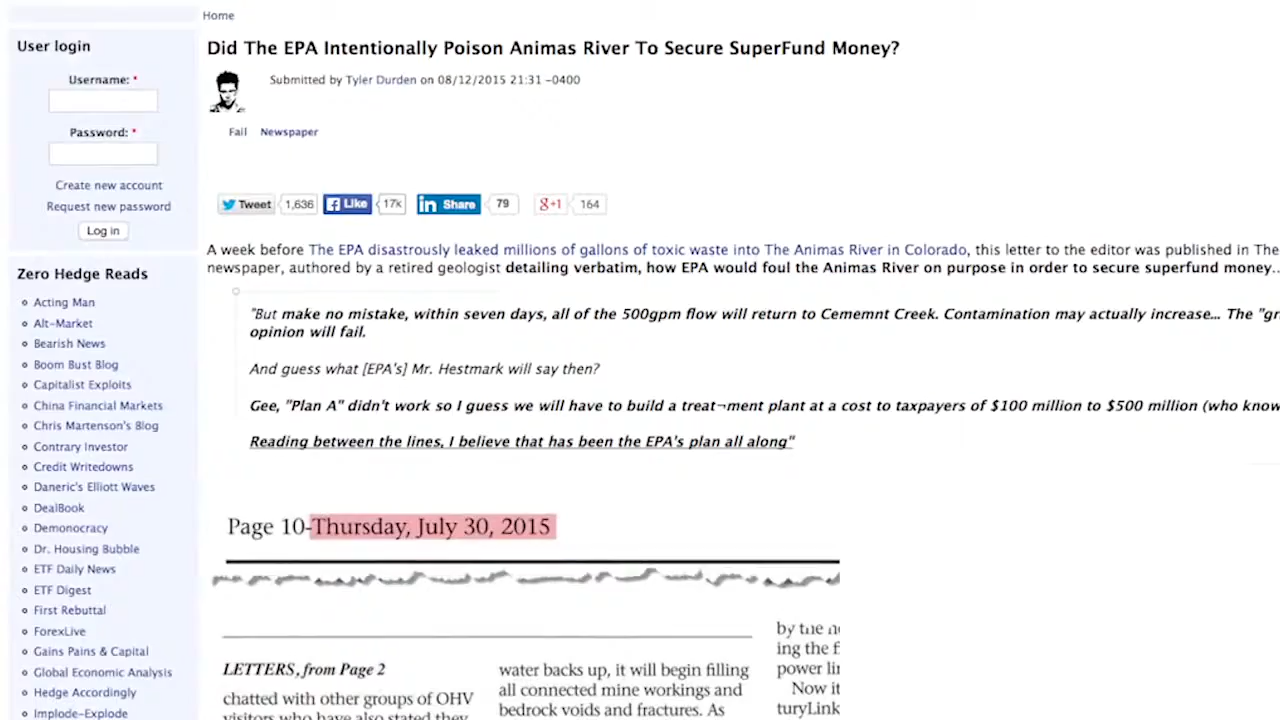 Home
User login
Username: *
Password: *
Create new account
Request new password
Log in
Zero Hedge Reads
Acting Man
Alt-Market
Bearish News
Boom Bust Blog
Capitalist Exploits
China Financial Markets
Chris Martenson's Blog
Contrary Investor
Credit Writedowns
Daneric's Elliott Waves
DealBook
Demonocracy
Dr. Housing Bubble
ETF Daily News
ETF Digest
First Rebuttal
ForexLive
Gains Pains & Capital
Global Economic Analysis
Hedge Accordingly
Implode-Explode
Did The EPA Intentionally Poison Animas River To Secure SuperFund Money?
Submitted by Tyler Durden on 08/12/2015 21:31 -0400
Fail Newspaper
Tweet 1,636 Like 17k in Share 79 g+1 164
A week before The EPA disastrously leaked millions of gallons of toxic waste into The Animas River in Colorado, this letter to the editor was published in The
newspaper, authored by a retired geologist detailing verbatim, how EPA would foul the Animas River on purpose in order to secure superfund money..
"But make no mistake, within seven days, all of the 500gpm flow will return to Cememnt Creek. Contamination may actually increase... The "gr
opinion will fail.
And guess what [EPA's] Mr. Hestmark will say then?
Gee, "Plan A" didn't work so I guess we will have to build a treat¬ment plant at a cost to taxpayers of $100 million to $500 million (who know
Reading between the lines, I believe that has been the EPA's plan all along"
Page 10-Thursday, July 30, 2015
LETTERS, from Page 2
chatted with other groups of OHV
visitors who have also stated they
water backs up, it will begin filling
all connected mine workings and
bedrock voids and fractures. As
by the
ing the f
power li
Now it
turyLink